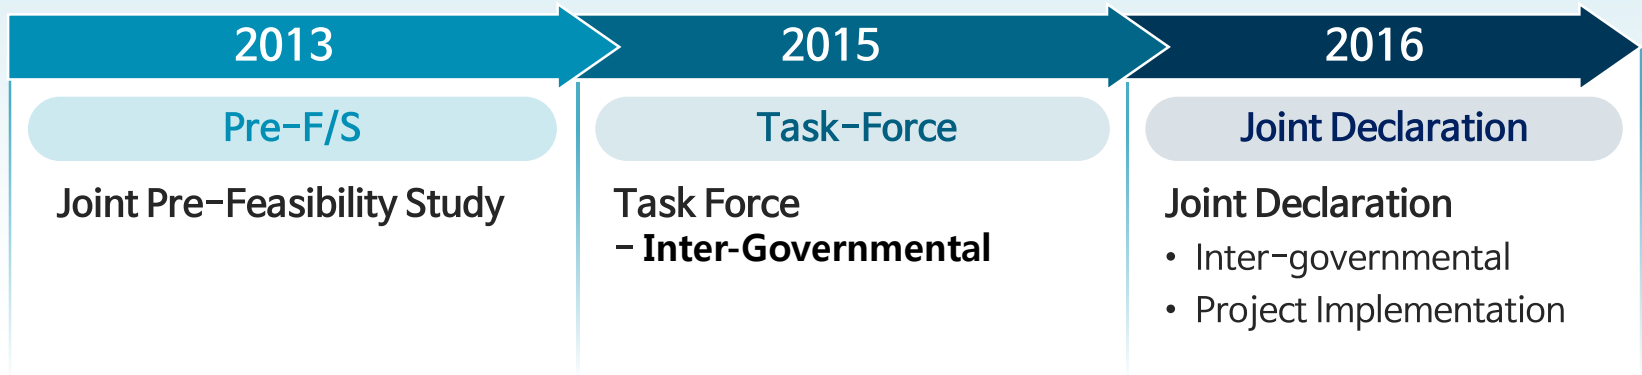 2013
2015
2016
Pre-F/S
Task-Force
Joint Declaration
Joint Pre-Feasibility Study
Task Force
- Inter-Governmental
Joint Declaration
• Inter-governmental
• Project Implementation